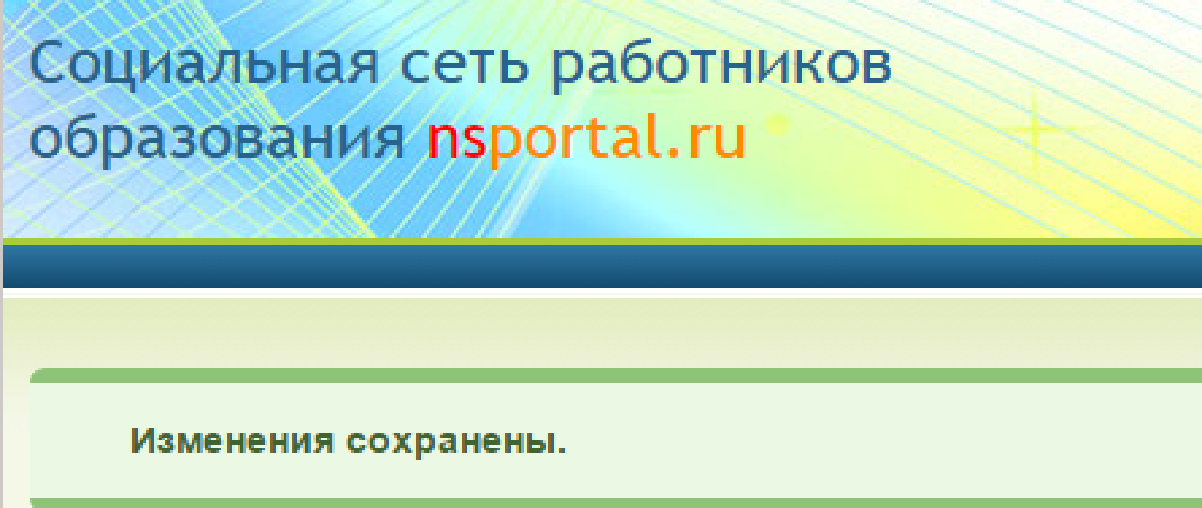 Социальная сеть работников
образования nsportal.ru
Изменения сохранены.